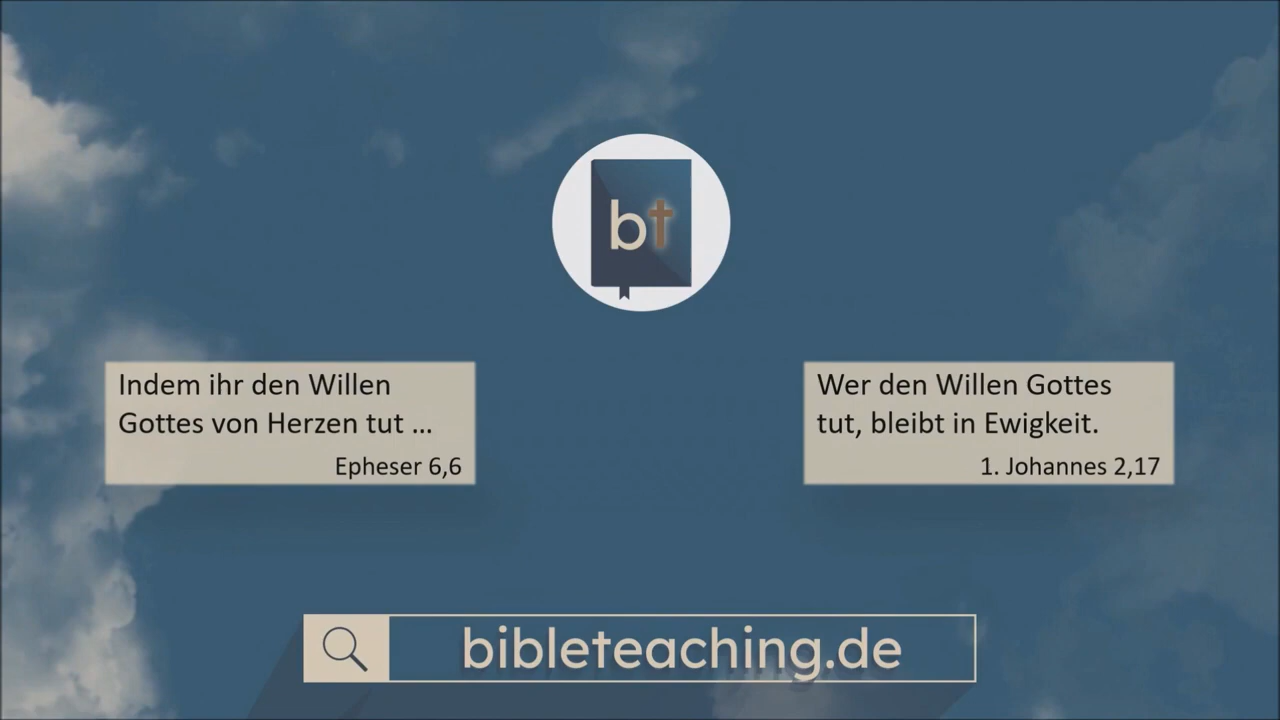 bt
Indem ihr den Willen
Gottes von Herzen tut ...
Epheser 6,6
Wer den Willen Gottes
tut, bleibt in Ewigkeit.
1. Johannes 2,17
bibleteaching.de